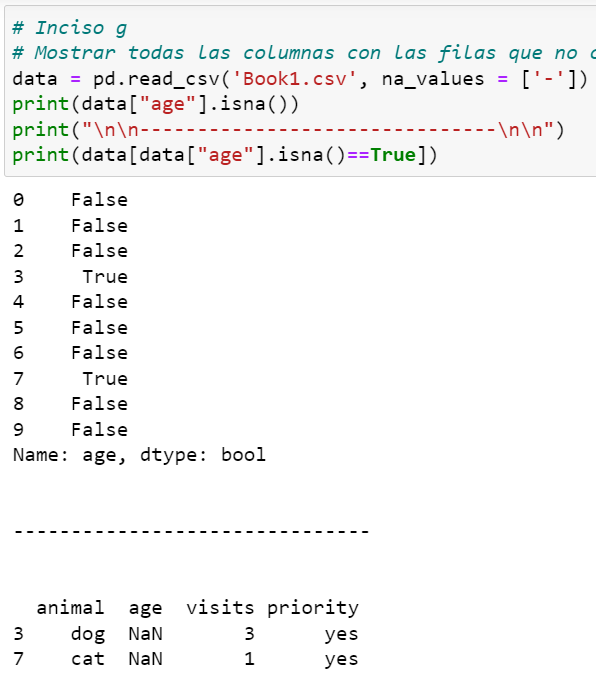 # Inciso g
# Mostrar todas las columnas con las filas que no
data = pd.read_csv('Book1.csv', na_values = ['-'])
print(data["age"].isna())
print("\n\n-------------------------------\n\n")
print(data[data["age"].isna()==True])
0    False
1    False
2    False
3     True
4    False
5    False
6    False
7     True
8    False
9    False
Name: age, dtype: bool
-------------------------------
  animal  age  visits priority
3    dog  NaN       3      yes
7    cat  NaN       1      yes